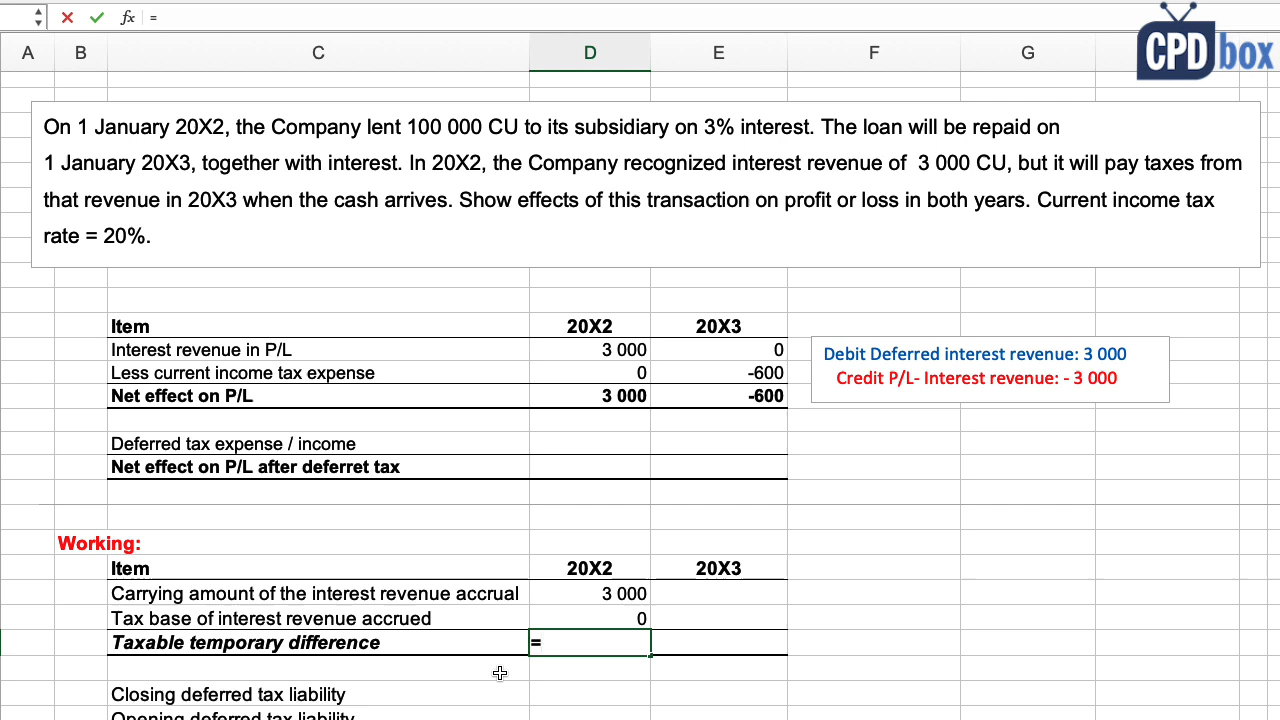 fx =
CPD box
A B C D E F G
On 1 January 20X2, the Company lent 100 000 CU to its subsidiary on 3% interest. The loan will be repaid on
1 January 20X3, together with interest. In 20X2, the Company recognized interest revenue of 3 000 CU, but it will pay taxes from
that revenue in 20X3 when the cash arrives. Show effects of this transaction on profit or loss in both years. Current income tax
rate = 20%.
Item 20X2 20X3
Interest revenue in P/L 3 000 0
Less current income tax expense 0 -600
Net effect on P/L 3 000 -600
Debit Deferred interest revenue: 3 000
Credit P/L- Interest revenue: - 3 000
Deferred tax expense / income
Net effect on P/L after deferret tax
Working:
Item 20X2 20X3
Carrying amount of the interest revenue accrual 3 000
Tax base of interest revenue accrued 0
Taxable temporary difference =
Closing deferred tax liability
Opening deferred tax liability